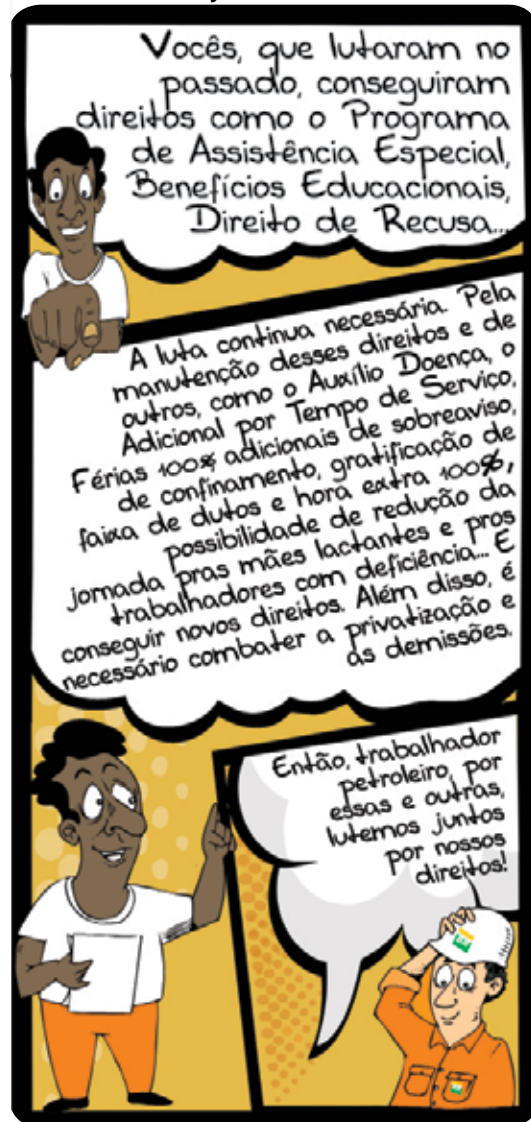 Vocês, que lutaram no
passado, conseguiram
direitos como o Programa
de Assistência Especial,
Benefícios Educacionais,
Direito de Recusa...
A luta continua necessária. Pela
manutenção desses direitos e de
outros, como o Auxílio Doença, o
Adicional por Tempo de Serviço,
Férias 100% adicionais de sobreaviso,
de confinamento, gratificação de
faixa de dutos e hora extra 100%,
possibilidade de redução da
jornada pras mães lactantes e pros
trabalhadores com deficiência... E
conseguir novos direitos. Além disso, é
necessário combater a privatização e
as demissões.
Então, trabalhador
petroleiro, por
essas e outras,
lutemos juntos
por nossos
direitos!